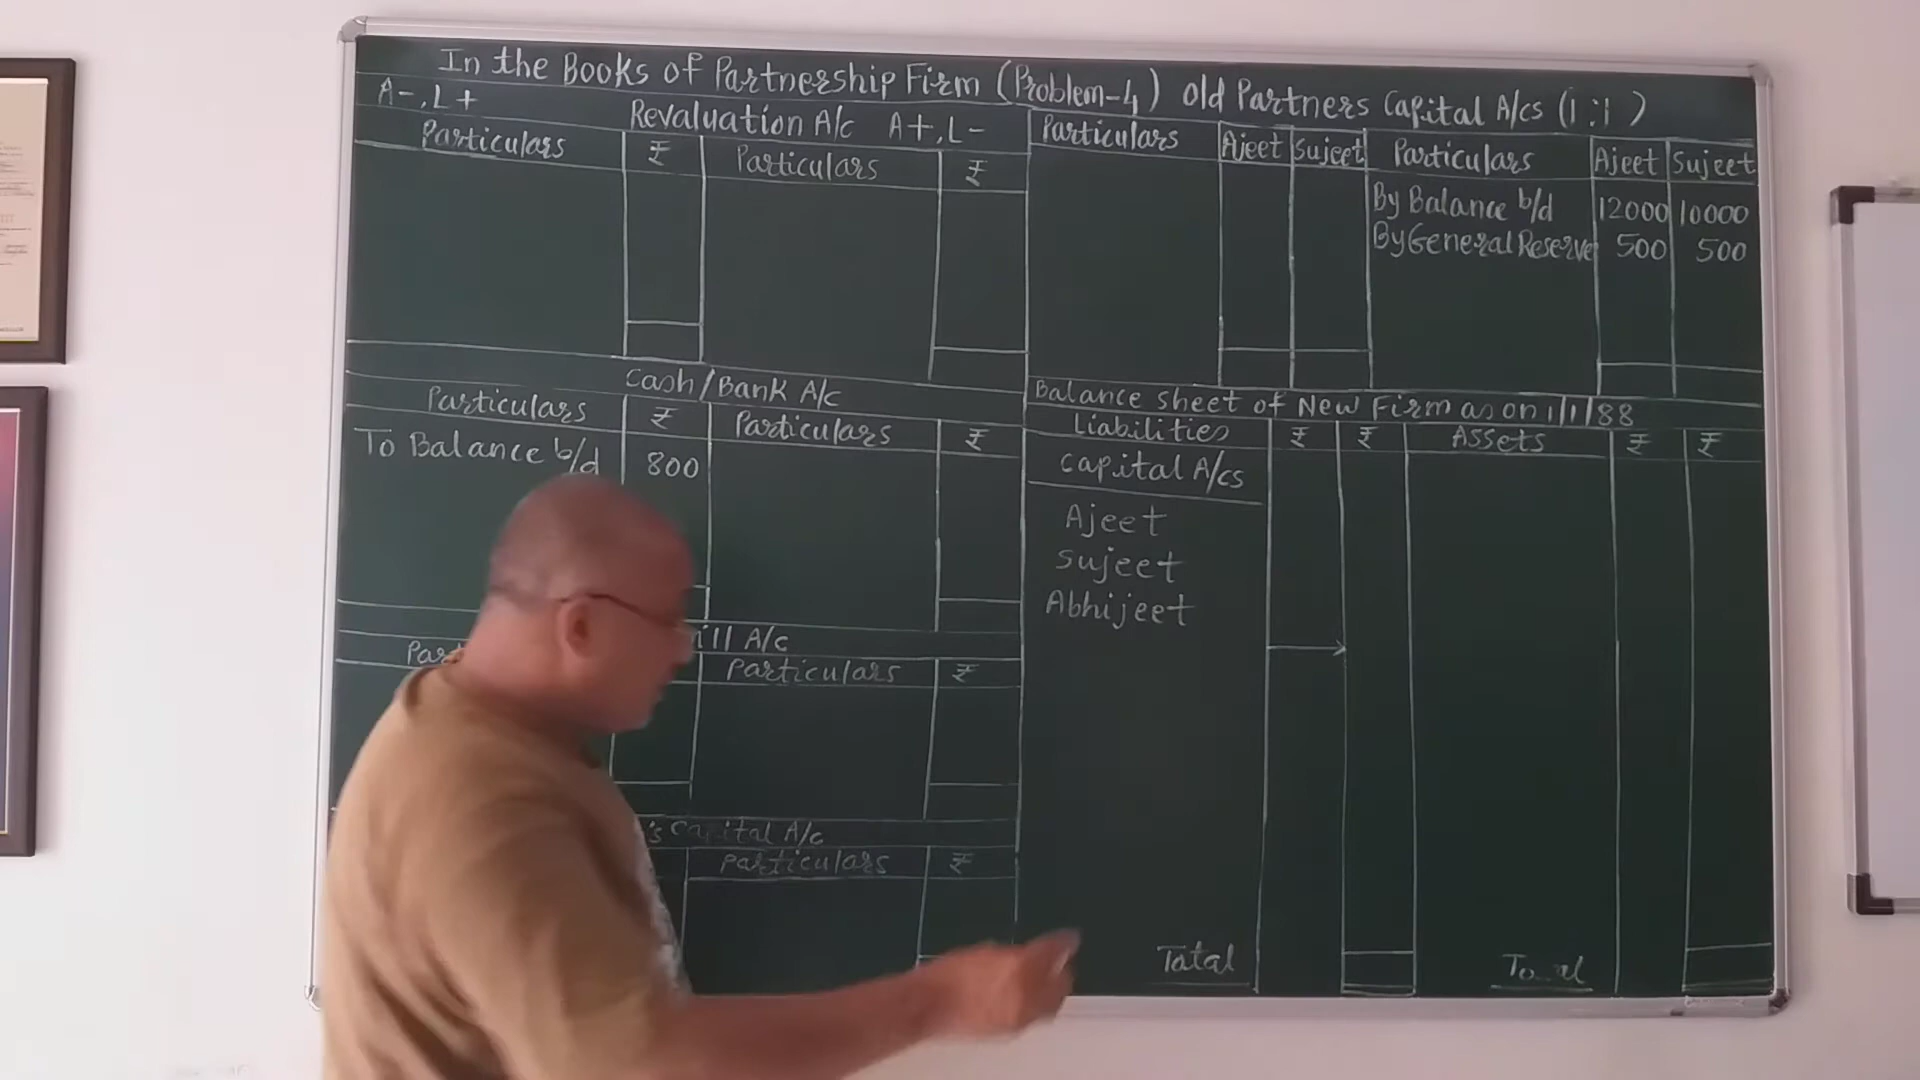 In the Books of Partnership Firm (Problem-4) old Partners Capital A/cs (1:1)
A-, L+ Revaluation A/c A+, L-
Particulars ₹ Particulars ₹
Particulars Ajeet Sujeet Particulars Ajeet Sujeet
By Balance b/d 12000 10000
By General Reserve 500 500
Cash/Bank A/c
Particulars ₹ Particulars ₹
To Balance b/d 800
Balance sheet of New Firm as on 1/1/88
Liabilities ₹ ₹ Assets ₹ ₹
Capital A/cs
Ajeet
Sujeet
Abhijeet
A/c
Particulars ₹
's Capital A/c
Particulars ₹
Total